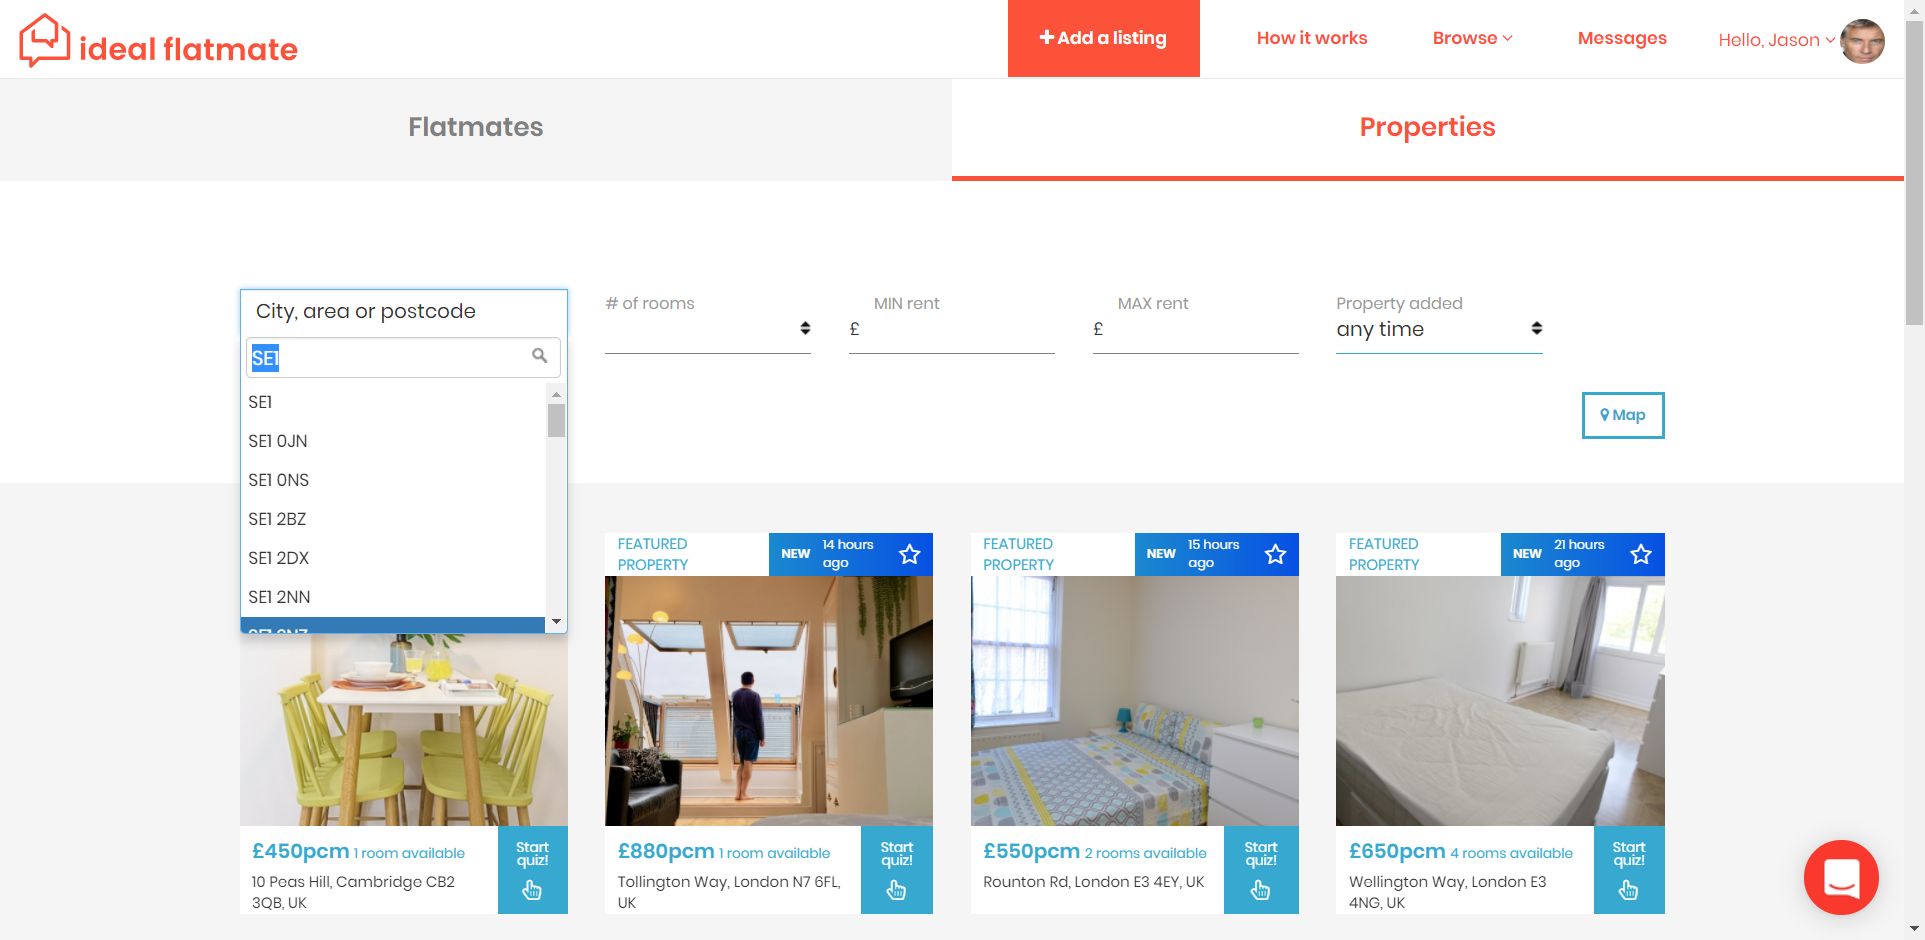 ideal flatmate
Add a listing
How it works
Browse
Messages
Hello, Jason
Flatmates
Properties
City, area or postcode
SE1
SE1
SE1 0JN
SE1 0NS
SE1 2BZ
SE1 2DX
SE1 2NN
# of rooms
MIN rent
£
MAX rent
£
Property added
any time
Map
FEATURED
PROPERTY
NEW
14 hours
ago
FEATURED
PROPERTY
NEW
15 hours
ago
FEATURED
PROPERTY
NEW
21 hours
ago
£450pcm 1 room available
10 Peas Hill, Cambridge CB2
3QB, UK
Start
quiz!
£880pcm 1 room available
Tollington Way, London N7 6FL,
UK
Start
quiz!
£550pcm 2 rooms available
Rounton Rd, London E3 4EY, UK
Start
quiz!
£650pcm 4 rooms available
Wellington Way, London E3
4NG, UK
Start
quiz!